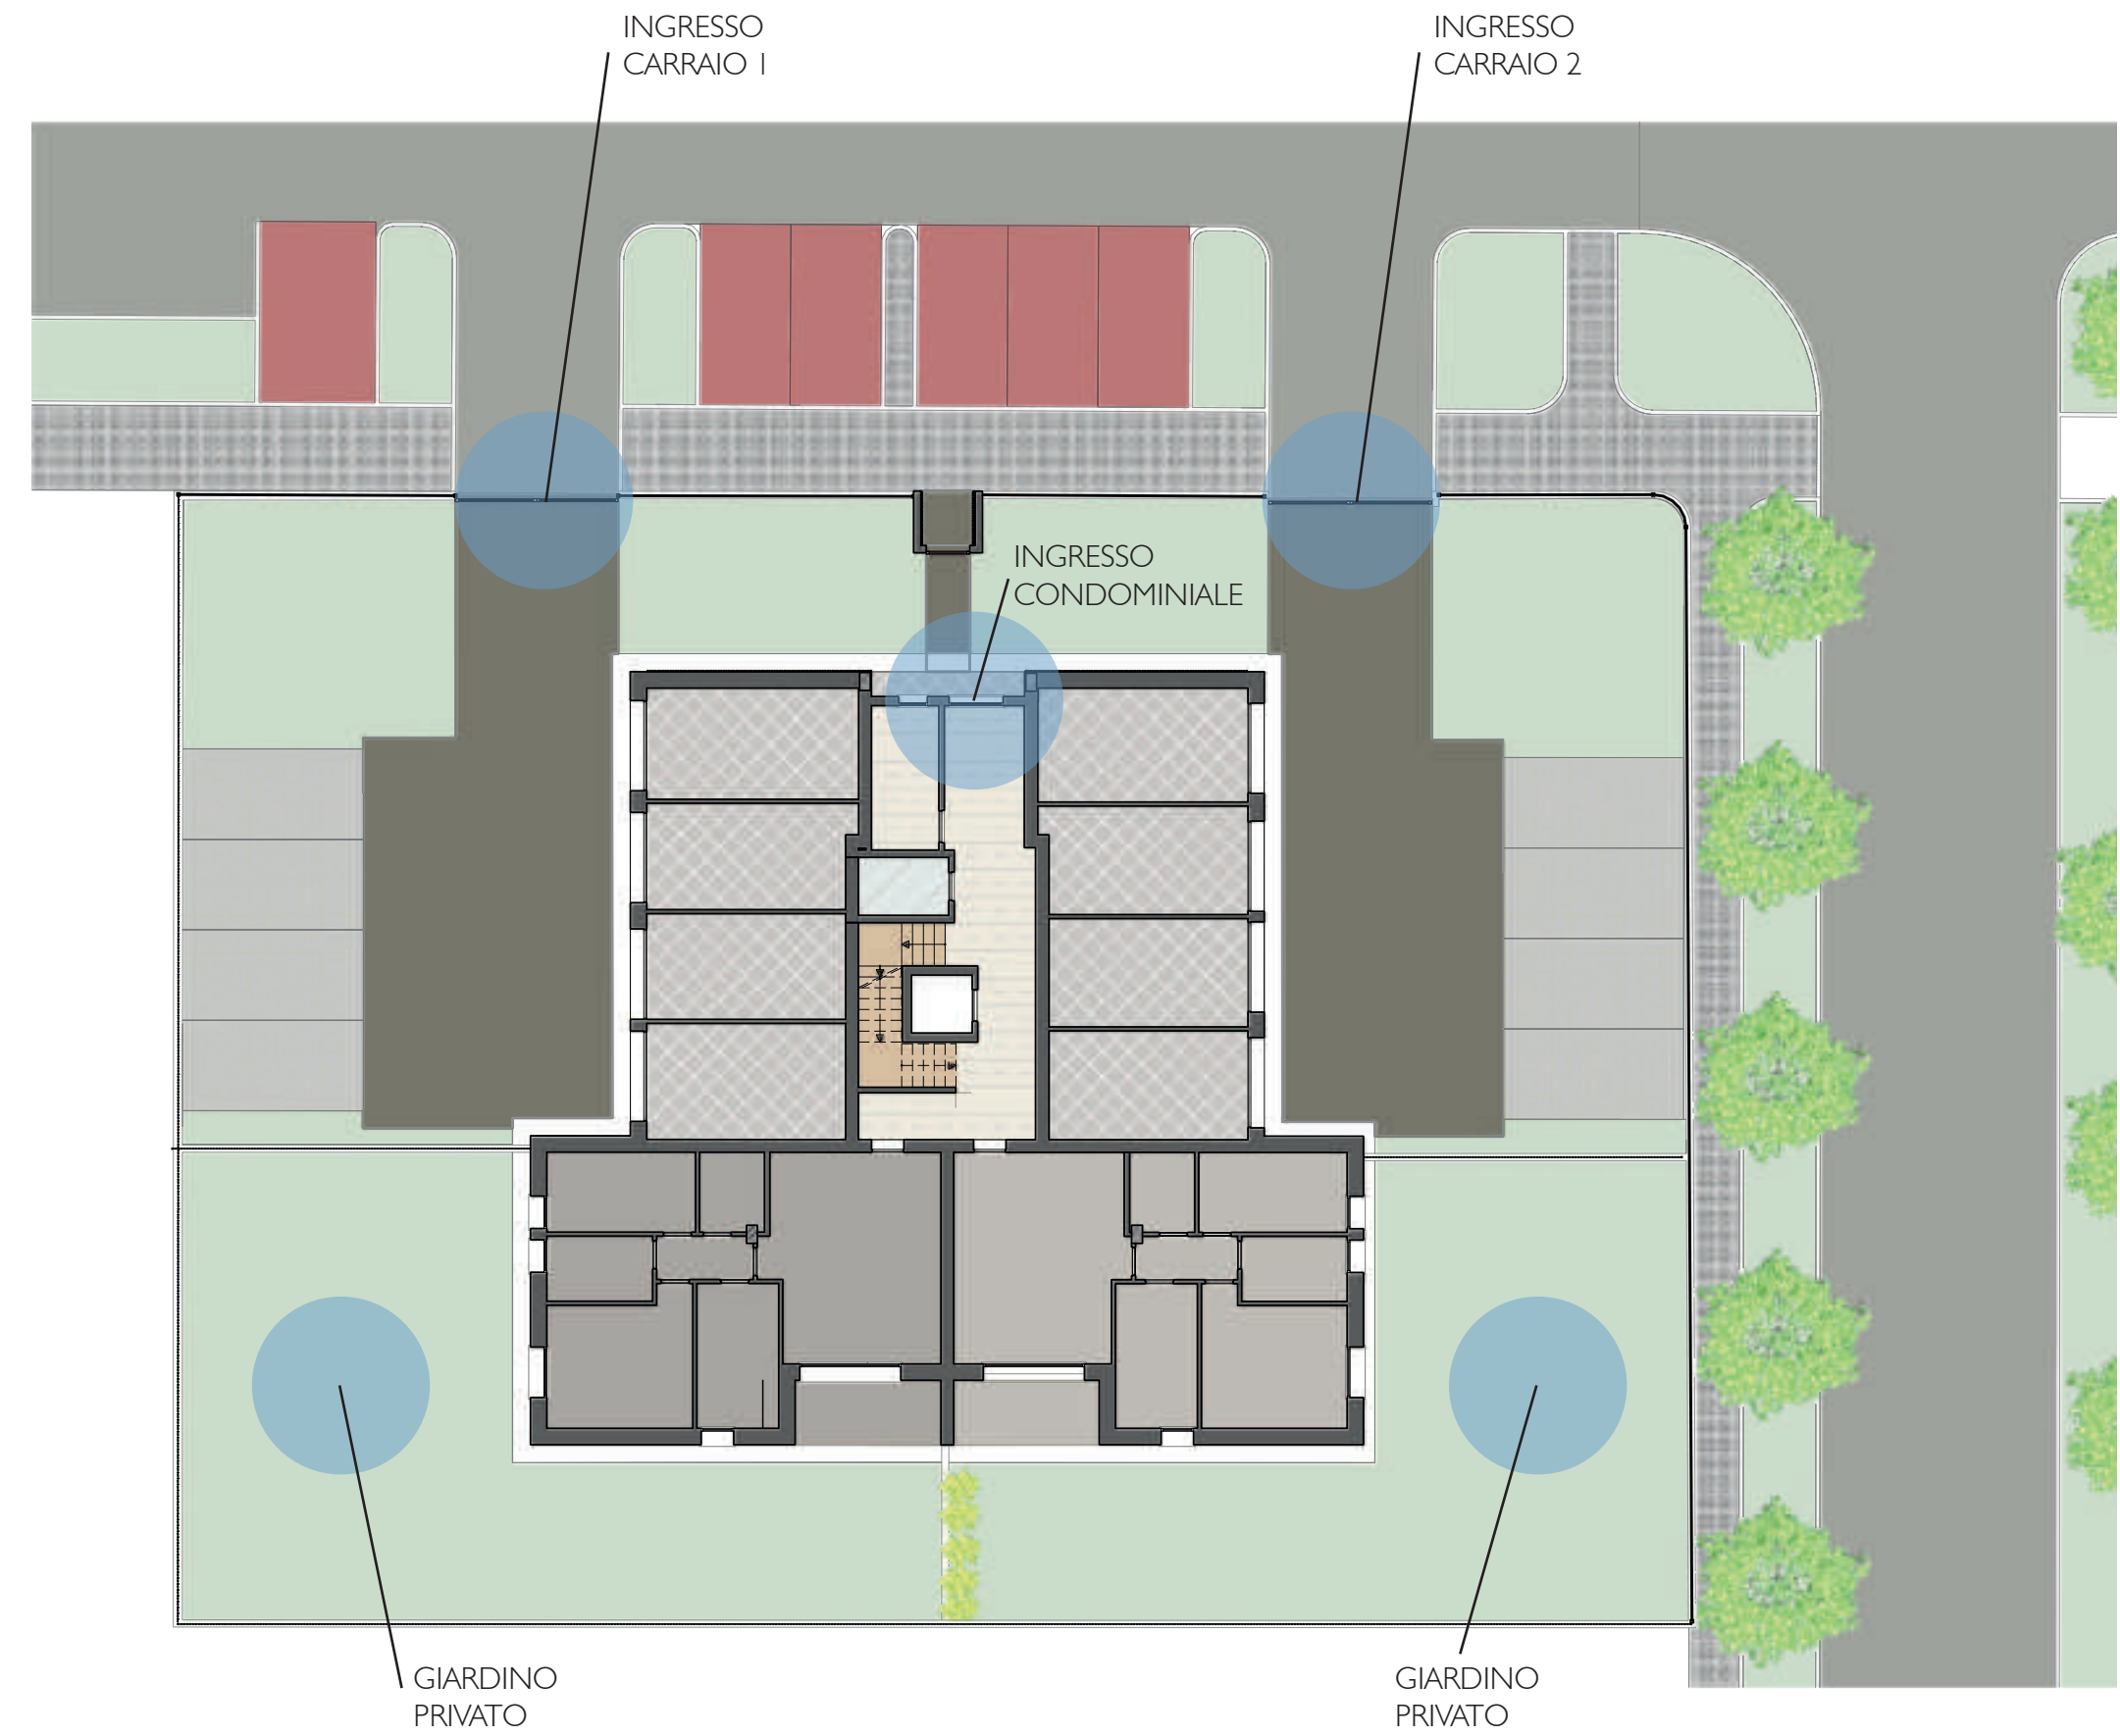 INGRESSO
CARRAIO 1
INGRESSO
CARRAIO 2
INGRESSO
CONDOMINIALE
GIARDINO
PRIVATO
GIARDINO
PRIVATO